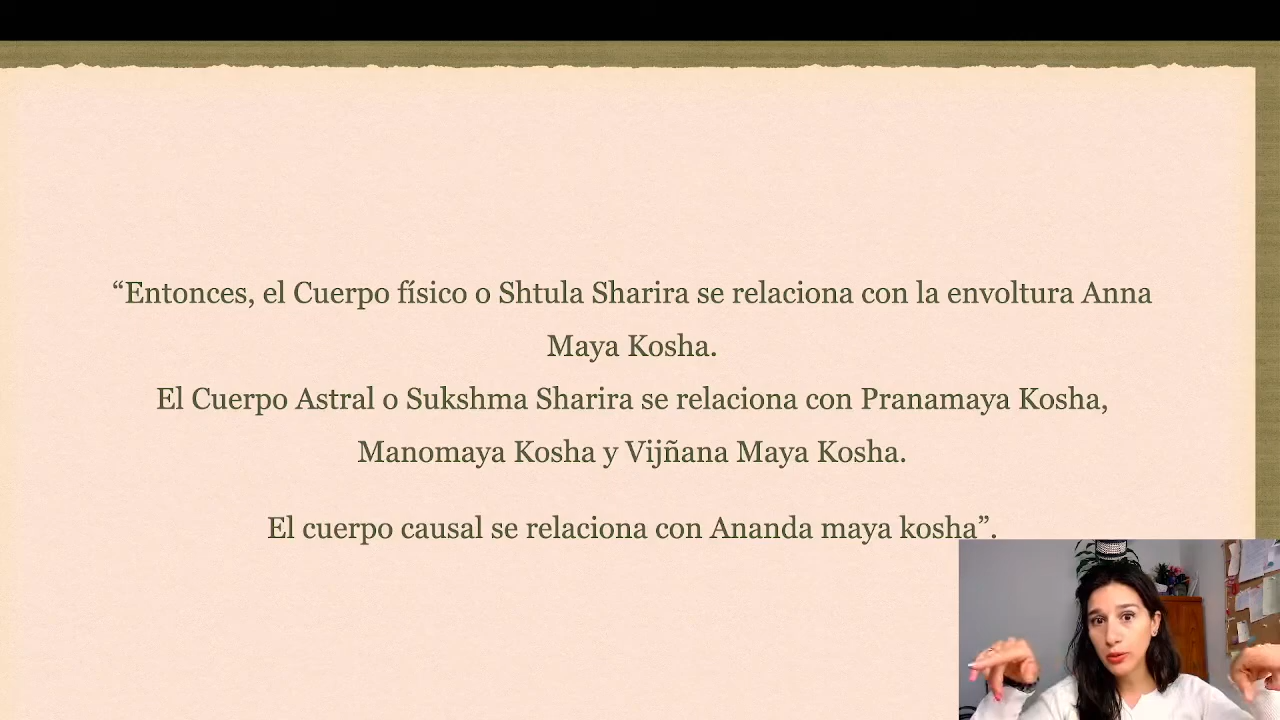 “Entonces, el Cuerpo físico o Shtula Sharira se relaciona con la envoltura Anna
Maya Kosha.
El Cuerpo Astral o Sukshma Sharira se relaciona con Pranamaya Kosha,
Manomaya Kosha y Vijñana Maya Kosha.
El cuerpo causal se relaciona con Ananda maya kosha”.